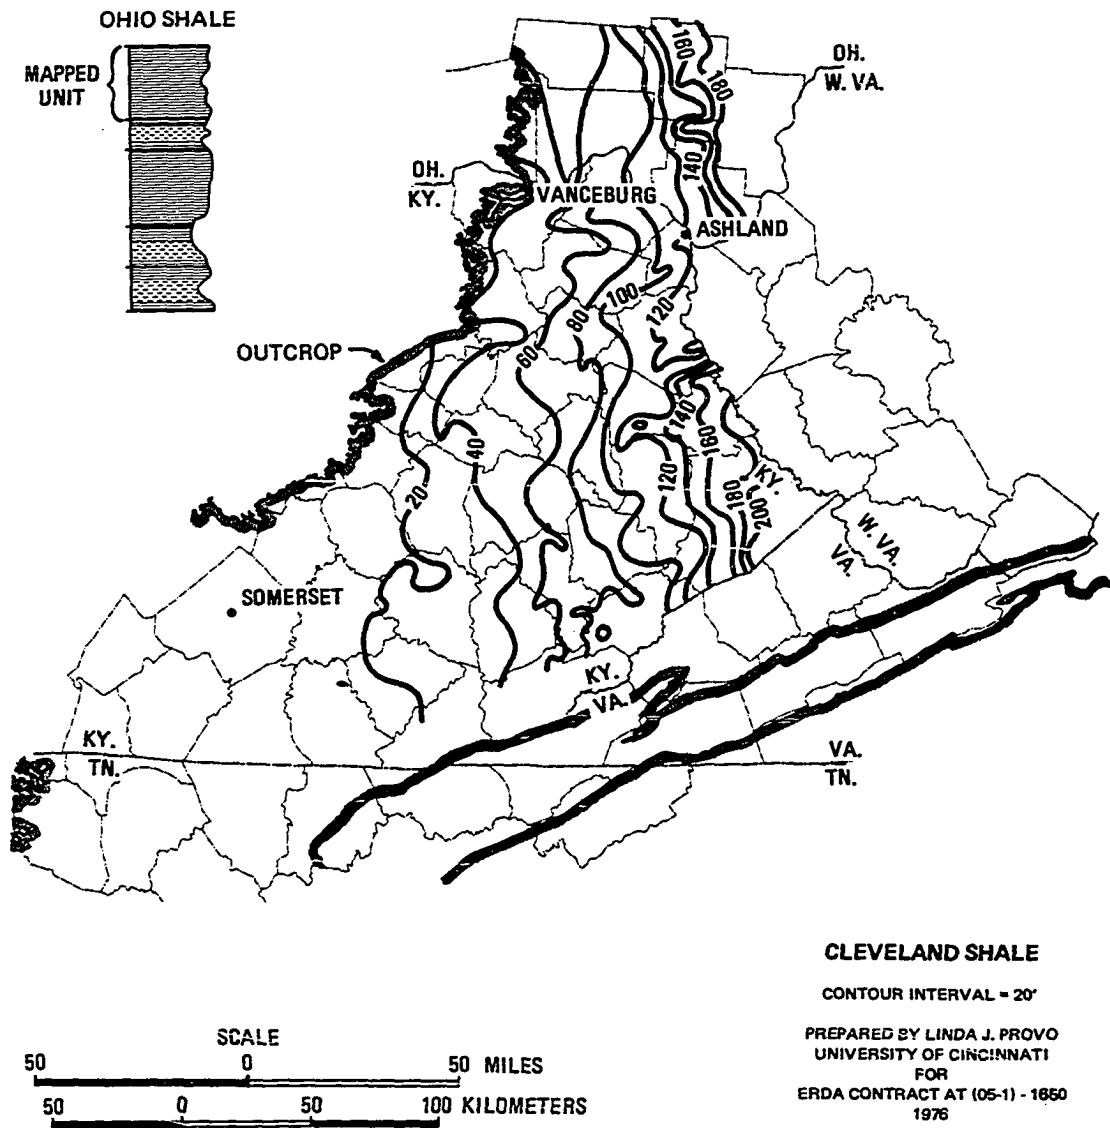 OHIO SHALE
MAPPED
UNIT
160
180
OH.
W. VA.
140
OH.
KY.
VANCEBURG
ASHLAND
100
120
80
60
OUTCROP
140
160
40
120
20
KY.
180
200
W. VA.
VA.
SOMERSET
KY.
VA.
KY.
TN.
VA.
TN.
CLEVELAND SHALE
CONTOUR INTERVAL = 20'
PREPARED BY LINDA J. PROVO
UNIVERSITY OF CINCINNATI
FOR
ERDA CONTRACT AT (05-1) - 1650
1976
SCALE
50 0 50 MILES
50 0 50 100 KILOMETERS